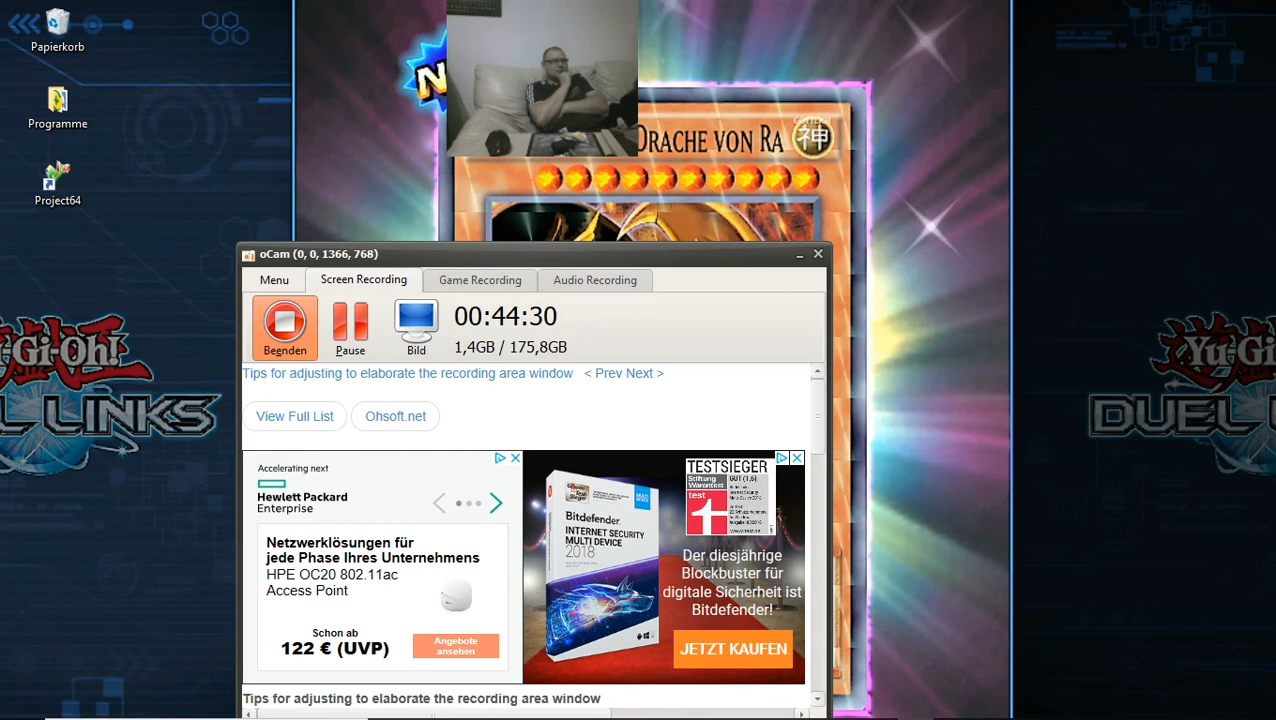 Papierkorb
Programme
Project64
DRACHE VON RA
神
oCam (0, 0, 1366, 768)
Menu
Screen Recording
Game Recording
Audio Recording
Beenden
Pause
Bild
00:44:30
1,4GB / 175,8GB
Tips for adjusting to elaborate the recording area window < Prev Next >
View Full List
Ohsoft.net
Accelerating next
Hewlett Packard
Enterprise
Netzwerklösungen für
jede Phase Ihres Unternehmens
HPE OC20 802.11ac
Access Point
Schon ab
122 € (UVP)
Angebote
ansehen
Bitdefender
INTERNET SECURITY
MULTI DEVICE
2018
TESTSIEGER
Stiftung
Warentest
test
GUT (1,6)
1
Der diesjährige
Blockbuster für
digitale Sicherheit ist
Bitdefender!
JETZT KAUFEN
Tips for adjusting to elaborate the recording area window
-Gi-Oh!
EL LINKS
Yu-Gi
DUEL L